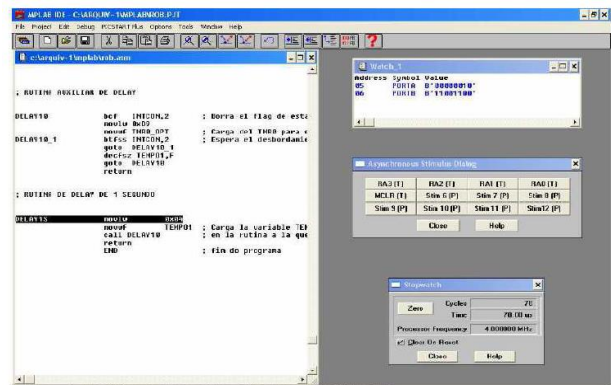 MPLAB IDE - C:\ARQUIV~1\MPLAB\ROB.PJT
File Project Edit Debug PICSTART Plus Options Tools Window Help
c:\arquiv~1\mplab\rob.asm
; RUTINA AUXILIAR DE DELAY
DELAY10 bcf INTCON,2 ; Borra el flag de esta
movlw 0xD9
movwf TMR0_OPT ; Carga del TMR0 para c
DELAY10_1 btfss INTCON,2 ; Espera el desbordamie
goto DELAY10_1
decfsz TEMPO1,F
goto DELAY10
return
; RUTINA DE DELAY DE 1 SEGUNDO
DELAY1S movlw 0x04
movwf TEMPO1 ; Carga la variable TEM
call DELAY10 ; en la rutina a la que
return
END ; fim do programa
Watch_1
Address Symbol Value
05 PORTA B'00000010'
06 PORTB B'11001100'
Asynchronous Stimulus Dialog
RA3 (T) RA2 (T) RA1 (T) RA0 (T)
MCLR (T) Stim 6 (P) Stim 7 (P) Stim 8 (P)
Stim 9 (P) Stim 10 (P) Stim 11 (P) Stim12 (P)
Close Help
Stopwatch
Zero Cycles 78
Time 78.00 us
Processor Frequency 4.000000 MHz
Clear On Reset
Close Help